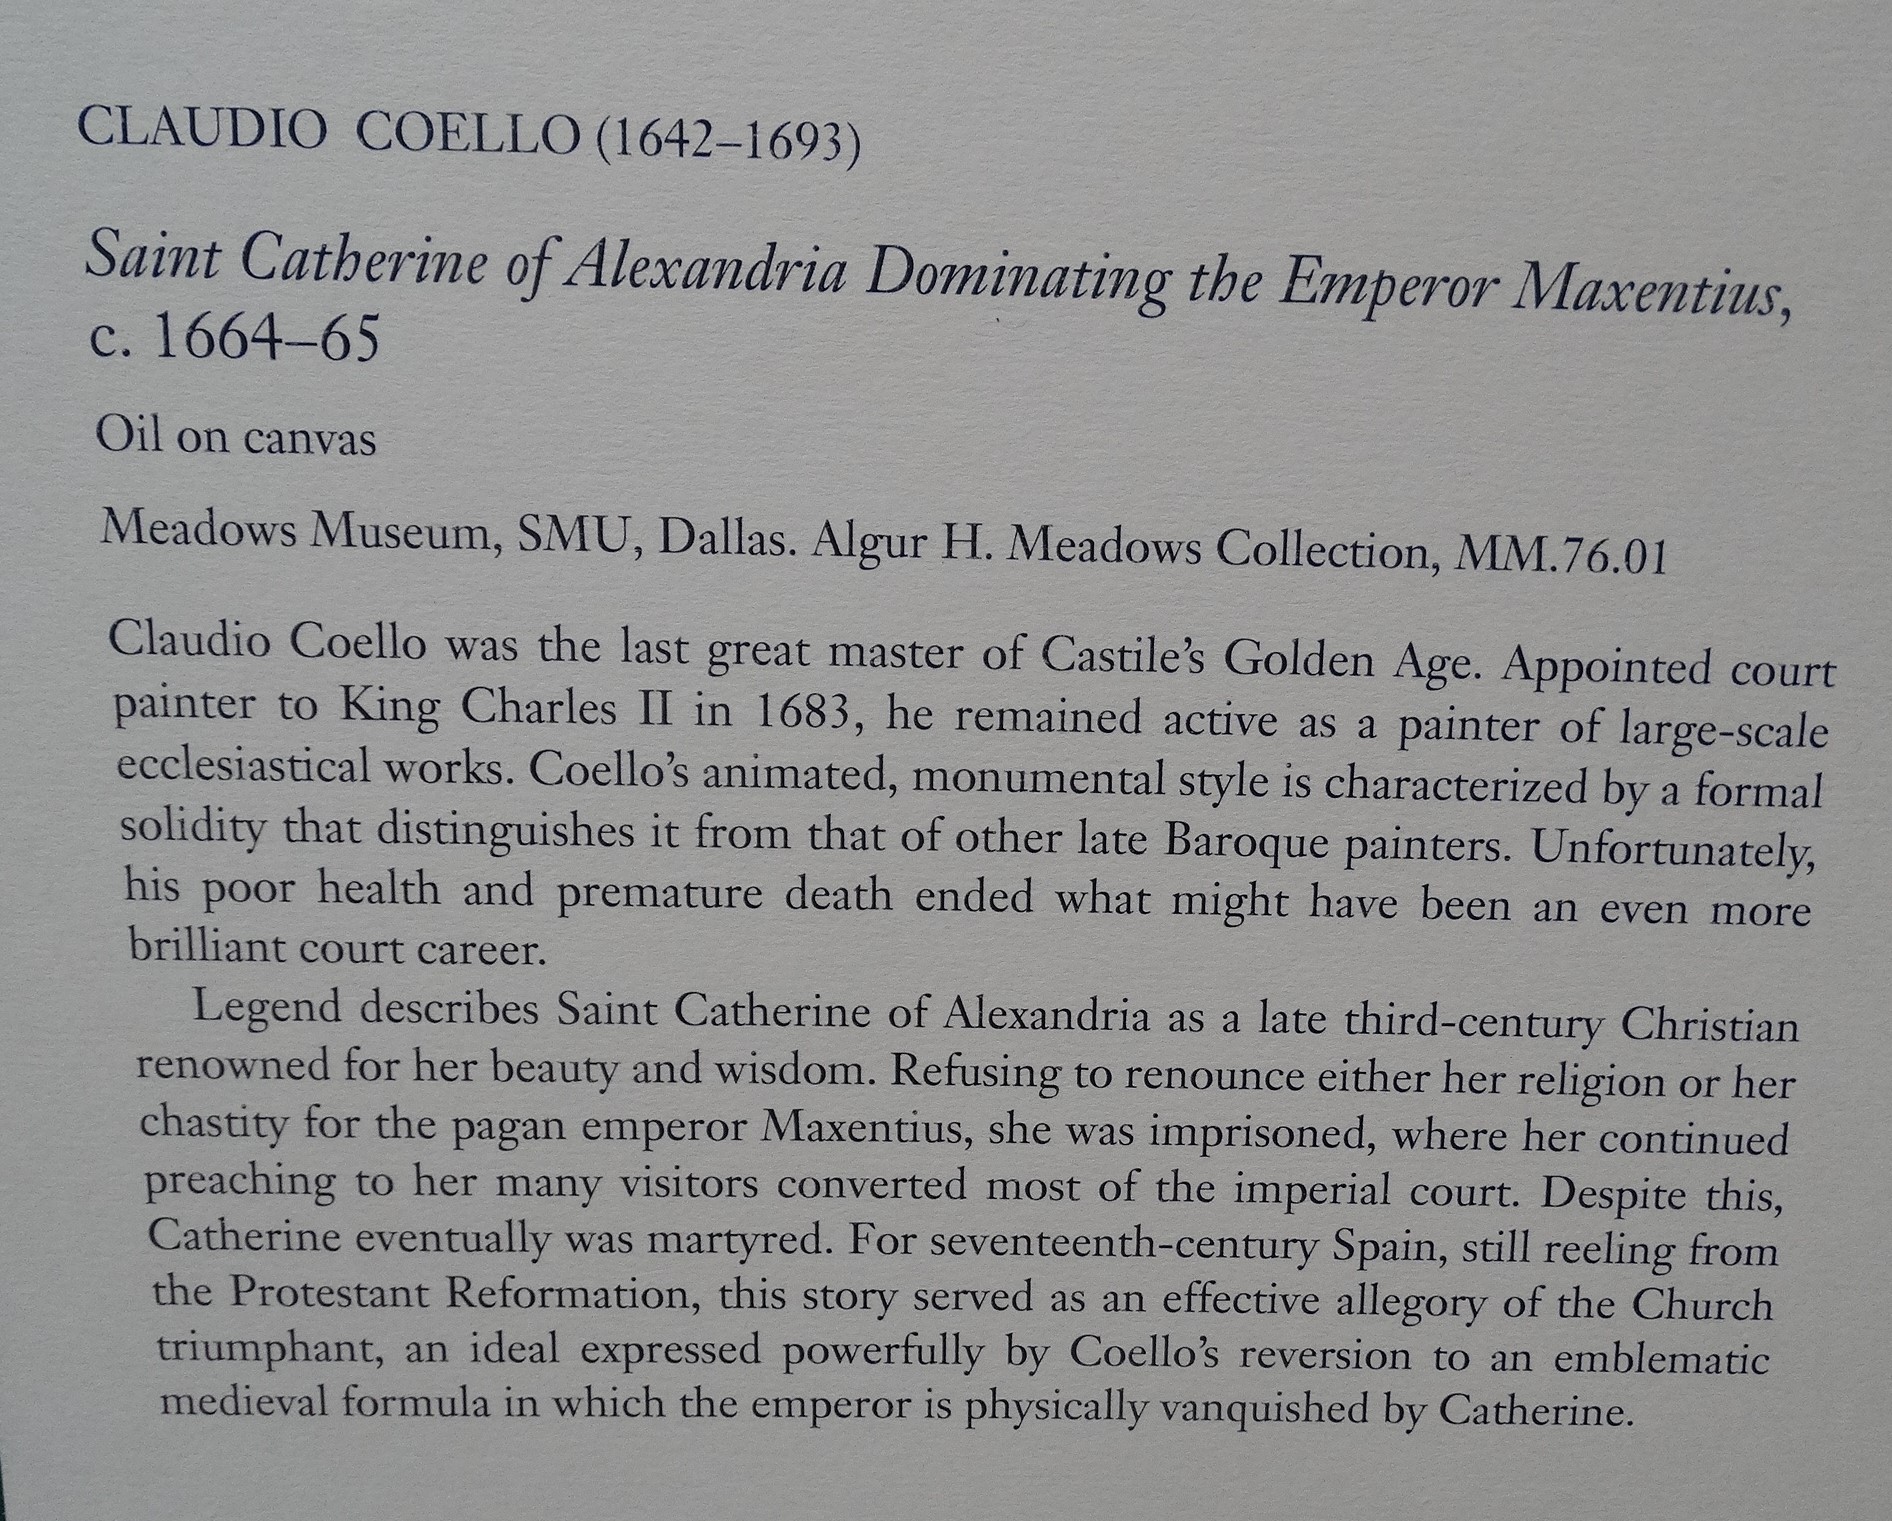 CLAUDIO COELLO (1642–1693)
Saint Catherine of Alexandria Dominating the Emperor Maxentius,
c. 1664–65
Oil on canvas
Meadows Museum, SMU, Dallas. Algur H. Meadows Collection, MM.76.01
Claudio Coello was the last great master of Castile’s Golden Age. Appointed court
painter to King Charles II in 1683, he remained active as a painter of large-scale
ecclesiastical works. Coello’s animated, monumental style is characterized by a formal
solidity that distinguishes it from that of other late Baroque painters. Unfortunately,
his poor health and premature death ended what might have been an even more
brilliant court career.
Legend describes Saint Catherine of Alexandria as a late third-century Christian
renowned for her beauty and wisdom. Refusing to renounce either her religion or her
chastity for the pagan emperor Maxentius, she was imprisoned, where her continued
preaching to her many visitors converted most of the imperial court. Despite this,
Catherine eventually was martyred. For seventeenth-century Spain, still reeling from
the Protestant Reformation, this story served as an effective allegory of the Church
triumphant, an ideal expressed powerfully by Coello’s reversion to an emblematic
medieval formula in which the emperor is physically vanquished by Catherine.